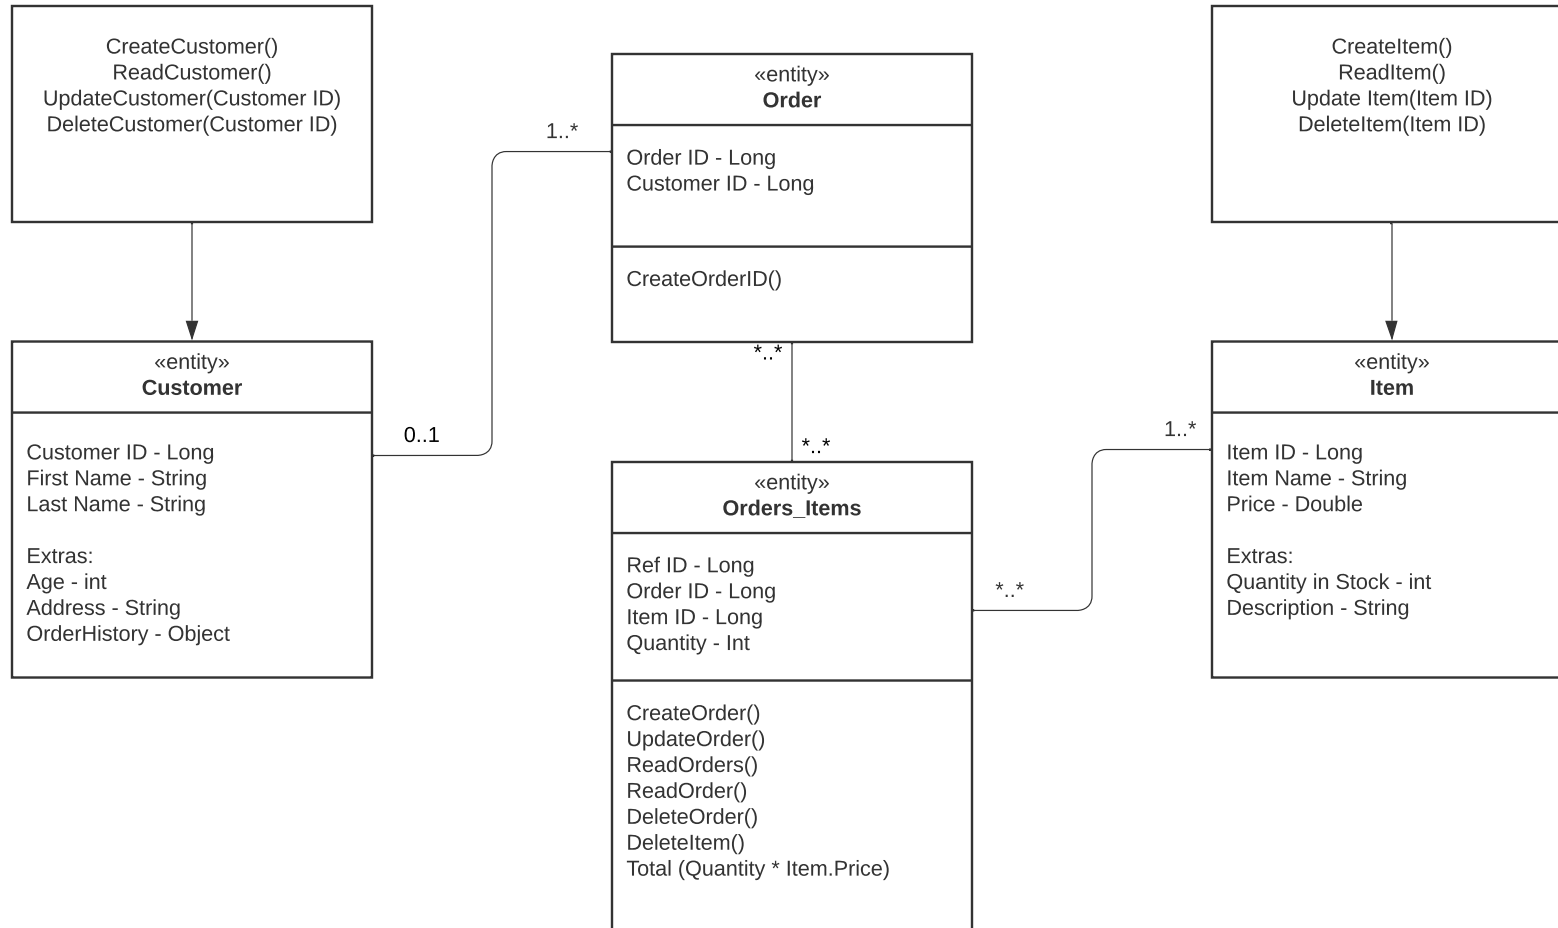 CreateCustomer()
ReadCustomer()
UpdateCustomer(Customer ID)
DeleteCustomer(Customer ID)
«entity»
Customer
Customer ID - Long
First Name - String
Last Name - String
Extras:
Age - int
Address - String
OrderHistory - Object
0..1
1..*
«entity»
Order
Order ID - Long
Customer ID - Long
CreateOrderID()
*..*
*..*
«entity»
Orders_Items
Ref ID - Long
Order ID - Long
Item ID - Long
Quantity - Int
CreateOrder()
UpdateOrder()
ReadOrders()
ReadOrder()
DeleteOrder()
DeleteItem()
Total (Quantity * Item.Price)
*..*
1..*
CreateItem()
ReadItem()
Update Item(Item ID)
DeleteItem(Item ID)
«entity»
Item
Item ID - Long
Item Name - String
Price - Double
Extras:
Quantity in Stock - int
Description - String